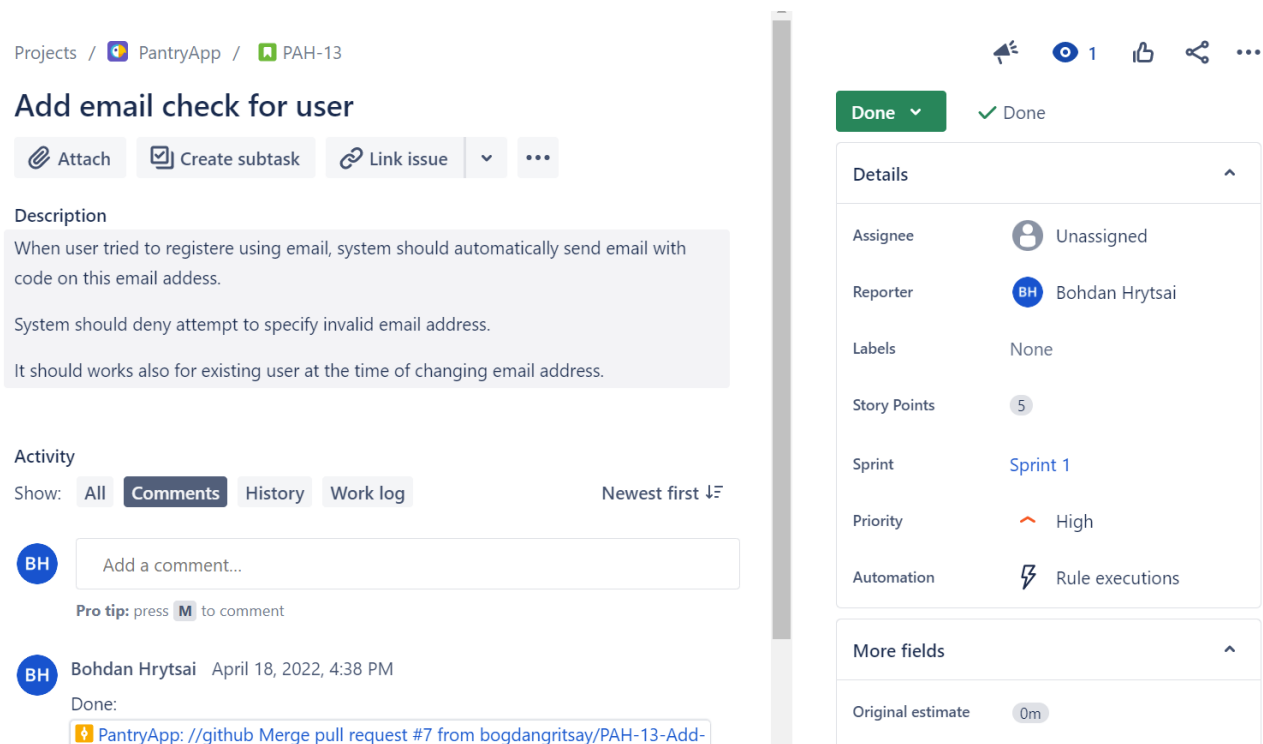 Projects / PantryApp / PAH-13
1
Add email check for user
Done
Done
Attach
Create subtask
Link issue
Description
When user tried to registere using email, system should automatically send email with
code on this email addess.
System should deny attempt to specify invalid email address.
It should works also for existing user at the time of changing email address.
Activity
Show: All Comments History Work log
Newest first
BH
Add a comment...
Pro tip: press M to comment
BH
Bohdan Hrytsai April 18, 2022, 4:38 PM
Done:
PantryApp: //github Merge pull request #7 from bogdangritsay/PAH-13-Add-
Details
Assignee Unassigned
Reporter BH Bohdan Hrytsai
Labels None
Story Points 5
Sprint Sprint 1
Priority High
Automation Rule executions
More fields
Original estimate 0m